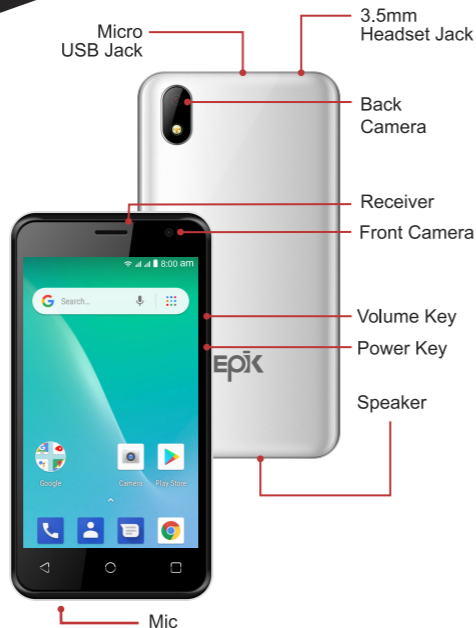 Micro
USB Jack
3.5mm
Headset Jack
Back
Camera
Receiver
Front Camera
8:00 am
G Search...
Volume Key
Power Key
EPIK
Speaker
Google
Camera
Play Store
Mic